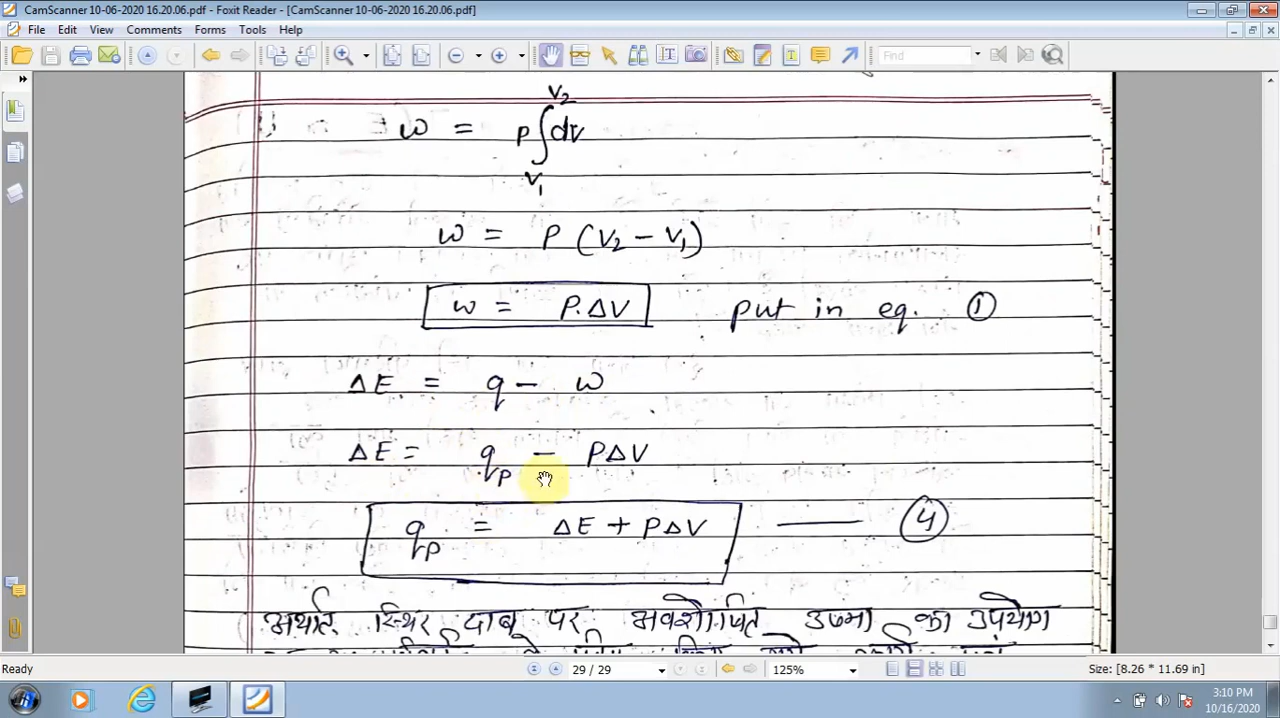 CamScanner 10-06-2020 16.20.06.pdf - Foxit Reader - [CamScanner 10-06-2020 16.20.06.pdf]
File Edit View Comments Forms Tools Help
Find
V2
w = P∫dv
V1
w = P (V2 - V1)
w = P.ΔV put in eq. ①
ΔE = q - w
ΔE = qp - PΔV
qp = ΔE + PΔV —— ④
अर्थात स्थिर दाब पर अवशोषित उष्मा का उपयोग
Ready 29 / 29 125% Size: [8.26 * 11.69 in]
3:10 PM
10/16/2020